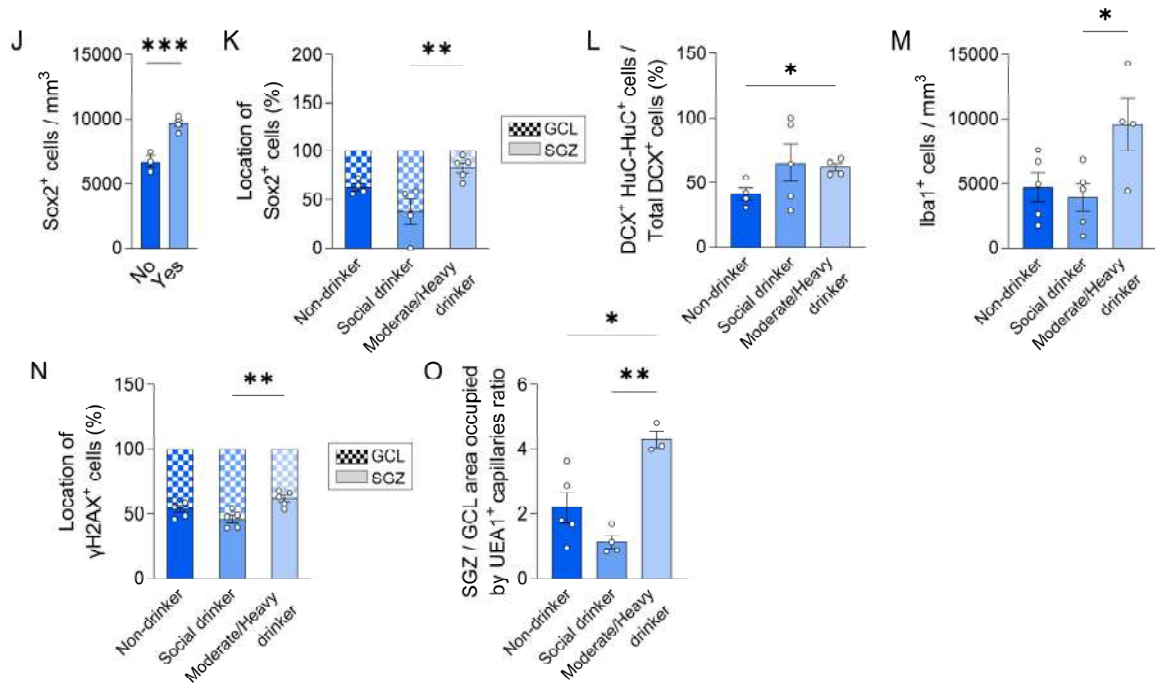 J
Sox2⁺ cells / mm³
15000
10000
5000
0
***
No
Yes
K
Location of
Sox2⁺ cells (%)
200
150
100
50
0
**
Non-drinker
Social drinker
Moderate/Heavy
drinker
GCL
SGZ
L
DCX⁺ HuC-HuC⁺ cells /
Total DCX⁺ cells (%)
150
100
50
0
*
Non-drinker
Social drinker
Moderate/Heavy
drinker
M
Iba1⁺ cells / mm³
15000
10000
5000
0
*
Non-drinker
Social drinker
Moderate/Heavy
drinker
N
Location of
γH2AX⁺ cells (%)
150
100
50
0
**
Non-drinker
Social drinker
Moderate/Heavy
drinker
GCL
SGZ
O
SGZ / GCL area occupied
by UEA1⁺ capillaries ratio
6
4
2
0
*
**
Non-drinker
Social drinker
Moderate/Heavy
drinker